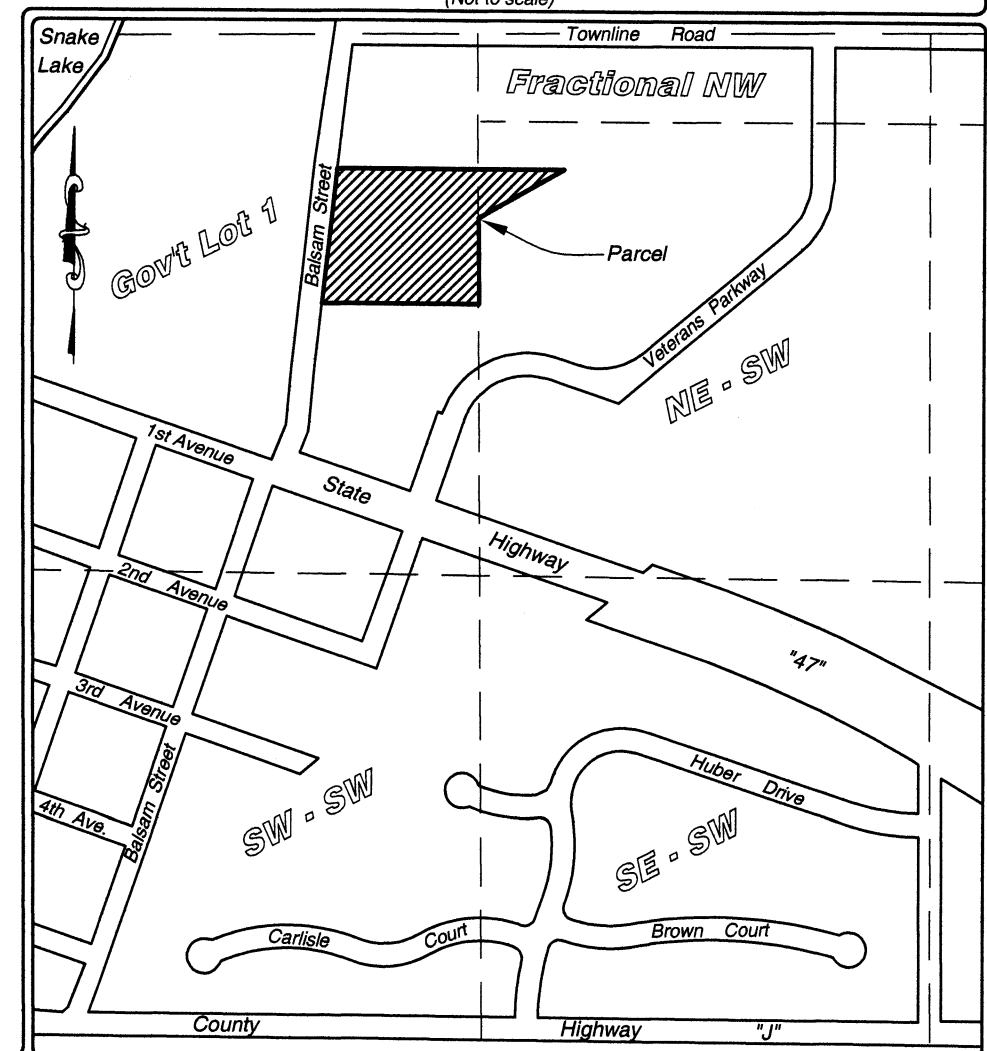 (Not to scale)
Snake
Lake
Townline Road
Fractional NW
Balsam Street
Gov't Lot 1
Parcel
Veterans Parkway
NE - SW
1st Avenue
State
Highway
2nd Avenue
"47"
3rd Avenue
Balsam Street
Huber Drive
SW - SW
4th Ave.
SE - SW
Carlisle Court
Brown Court
County Highway "J"